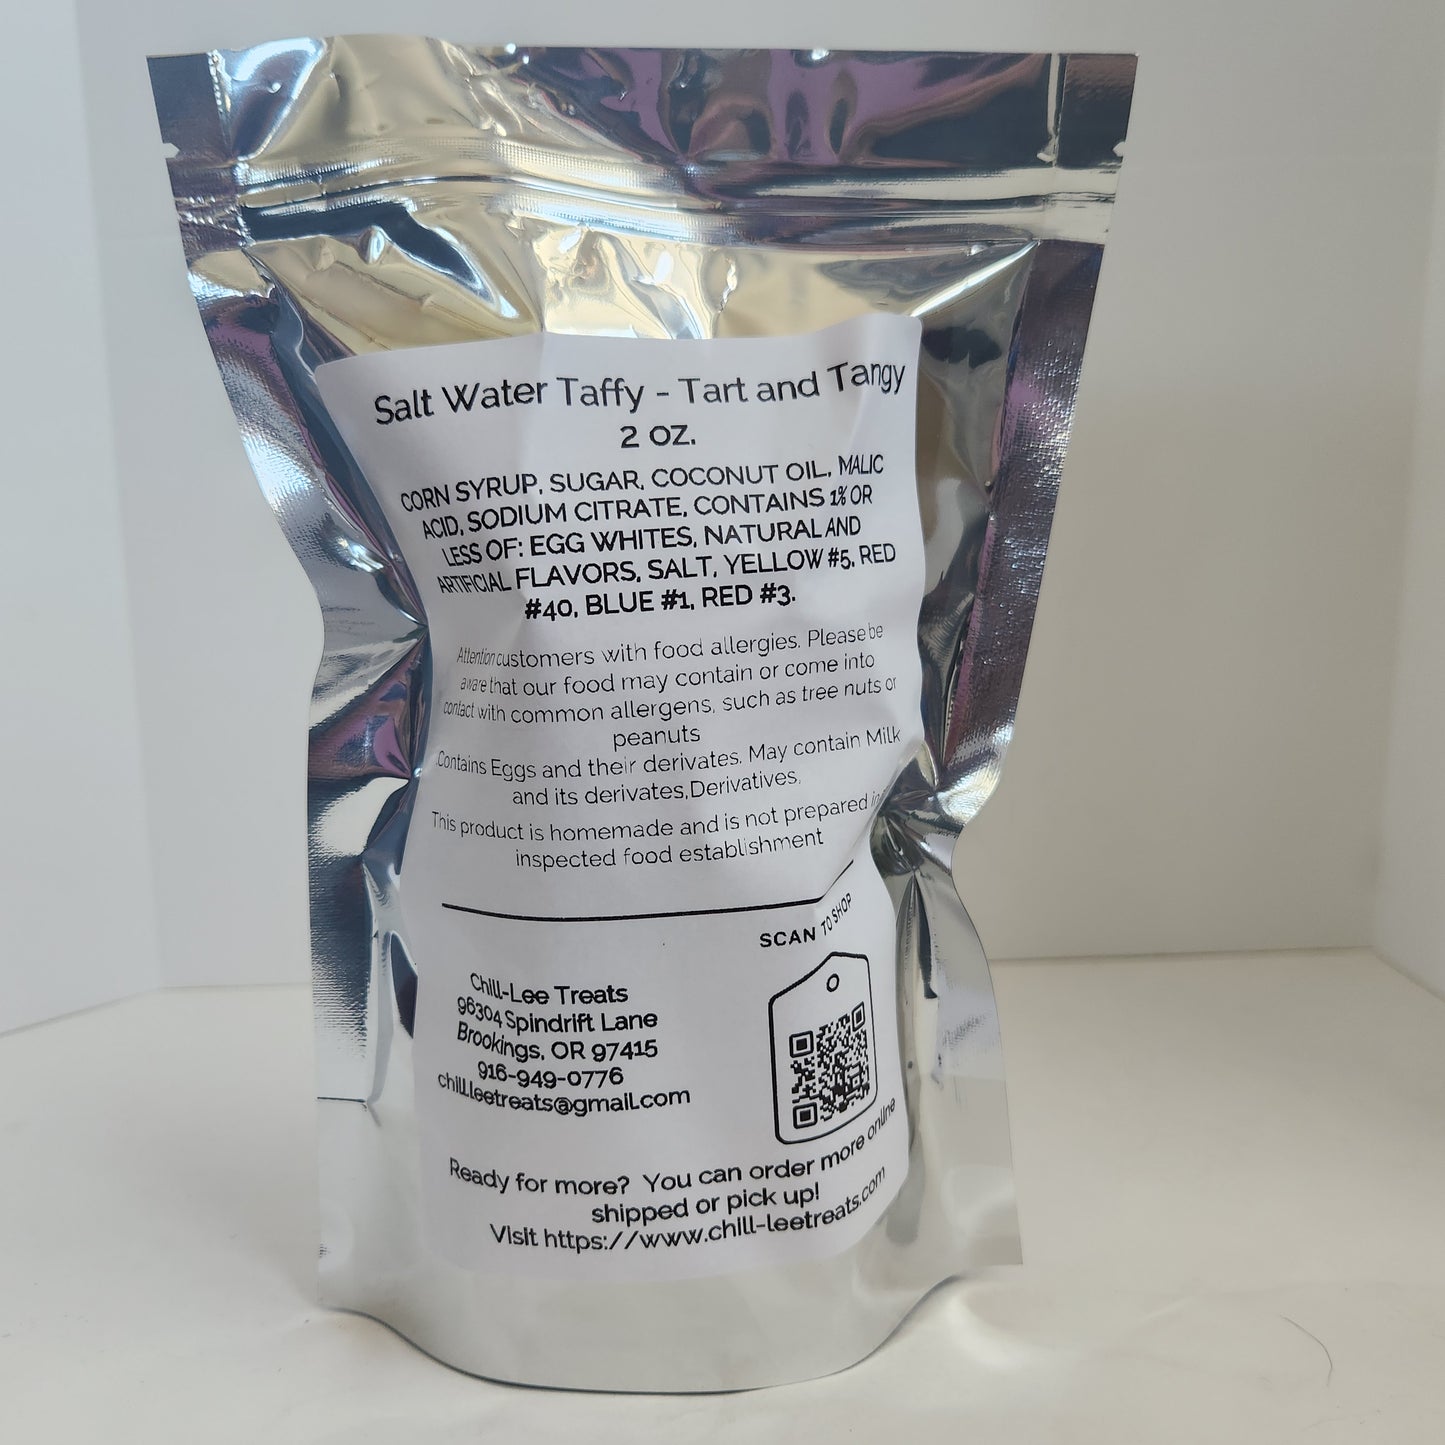 Salt Water Taffy - Tart and Tangy
2 OZ.
CORN SYRUP, SUGAR, COCONUT OIL, MALIC
ACID, SODIUM CITRATE, CONTAINS 1% OR
LESS OF: EGG WHITES, NATURAL AND
ARTIFICIAL FLAVORS, SALT, YELLOW #5, RED
#40, BLUE #1, RED #3.
Attention customers with food allergies. Please be
aware that our food may contain or come into
contact with common allergens, such as tree nuts or
peanuts
.Contains Eggs and their derivates. May contain Milk
and its derivates,Derivatives,
This product is homemade and is not prepared in
inspected food establishment
SCAN TO SHOP
Chill-Lee Treats
96304 Spindrift Lane
Brookings, OR 97415
916-949-0776
chill.leetreats@gmail.com
Ready for more? You can order more online
shipped or pick up!
Visit https://www.chill-leetreats.com